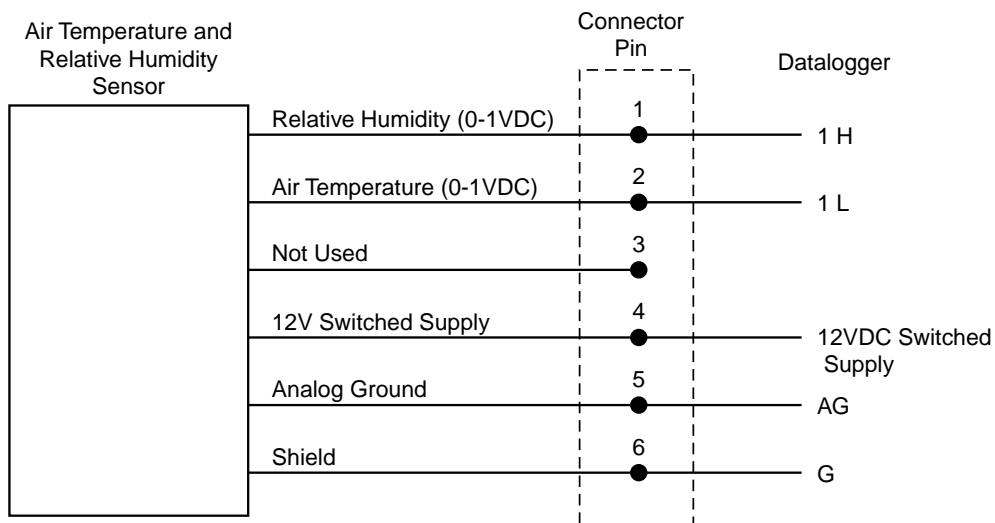 Air Temperature and
Relative Humidity
Sensor
Connector
Pin
Datalogger
Relative Humidity (0-1VDC)
1
1 H
Air Temperature (0-1VDC)
2
1 L
Not Used
3
12V Switched Supply
4
12VDC Switched
Supply
Analog Ground
5
AG
Shield
6
G